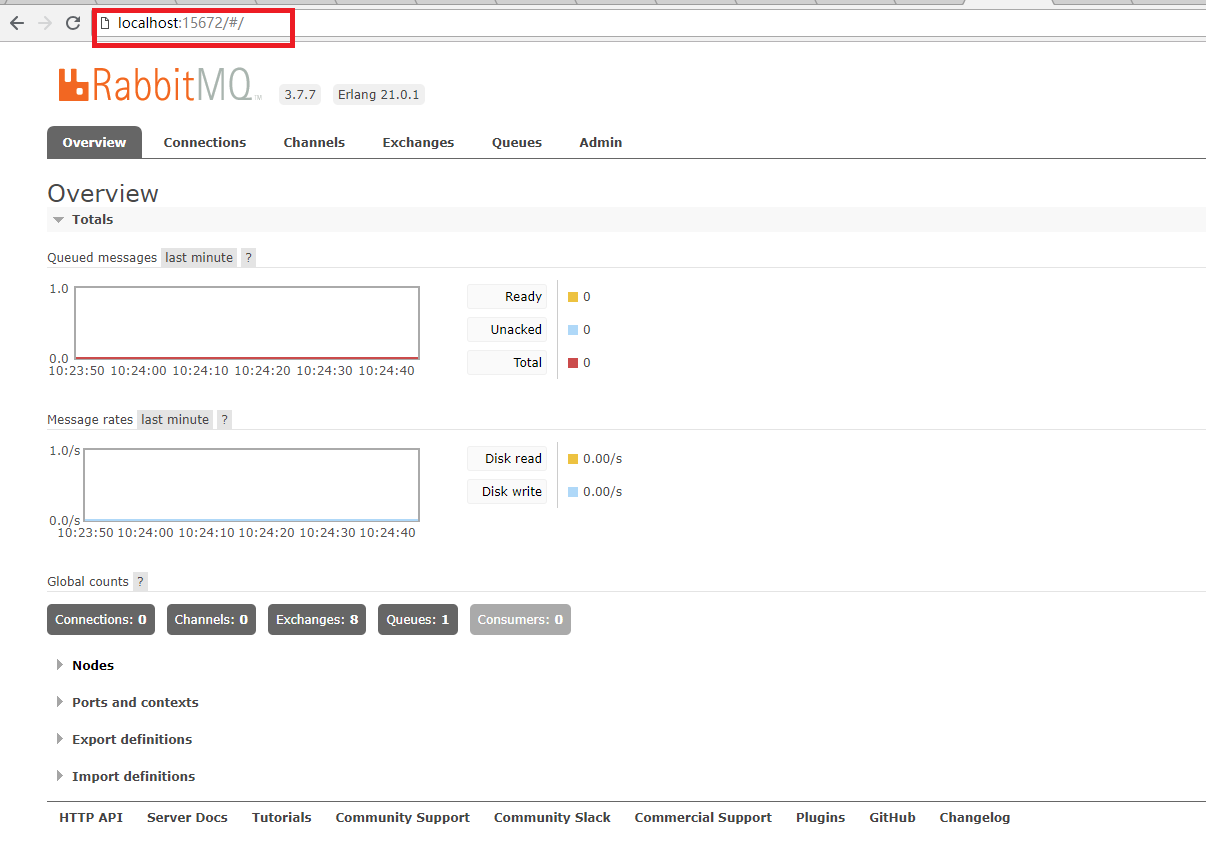 localhost:15672/#/
RabbitMQ™ 3.7.7 Erlang 21.0.1
Overview Connections Channels Exchanges Queues Admin
Overview
Totals
Queued messages last minute ?
1.0
0.0
10:23:50 10:24:00 10:24:10 10:24:20 10:24:30 10:24:40
Ready 0
Unacked 0
Total 0
Message rates last minute ?
1.0/s
0.0/s
10:23:50 10:24:00 10:24:10 10:24:20 10:24:30 10:24:40
Disk read 0.00/s
Disk write 0.00/s
Global counts ?
Connections: 0 Channels: 0 Exchanges: 8 Queues: 1 Consumers: 0
Nodes
Ports and contexts
Export definitions
Import definitions
HTTP API Server Docs Tutorials Community Support Community Slack Commercial Support Plugins GitHub Changelog